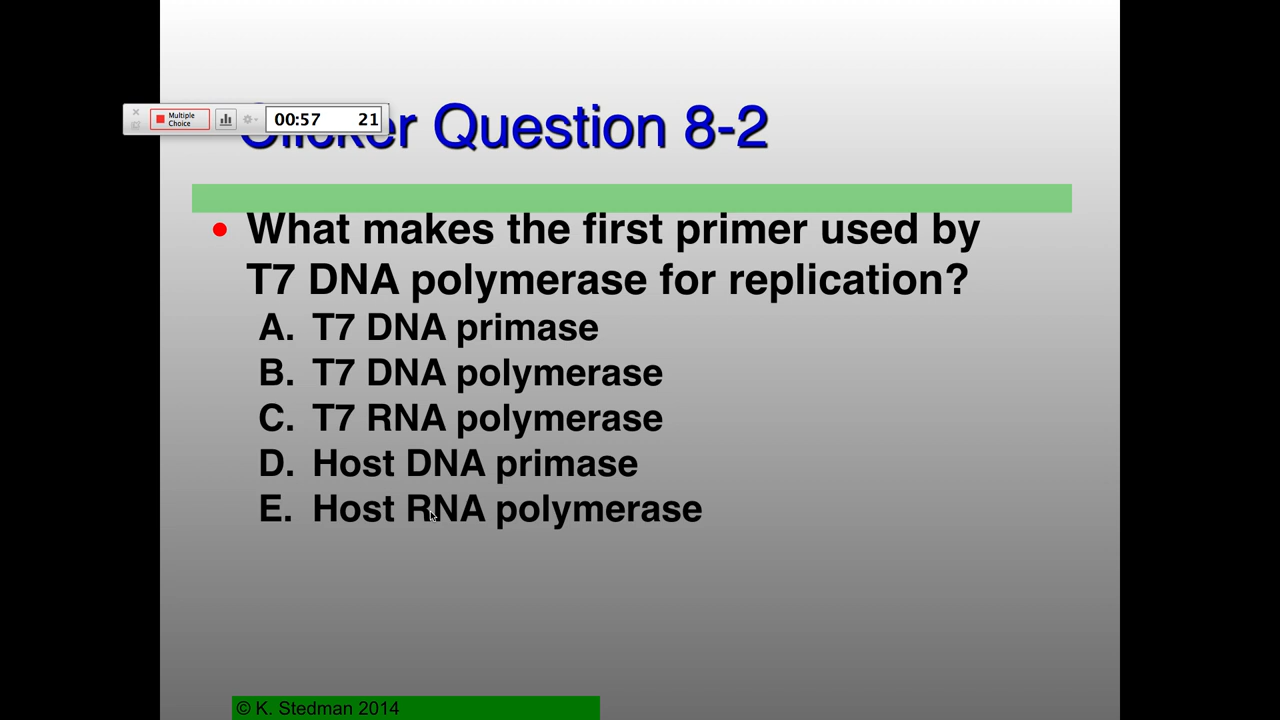 Multiple
Choice
00:57 21
Clicker Question 8-2
What makes the first primer used by
T7 DNA polymerase for replication?
A. T7 DNA primase
B. T7 DNA polymerase
C. T7 RNA polymerase
D. Host DNA primase
E. Host RNA polymerase
© K. Stedman 2014